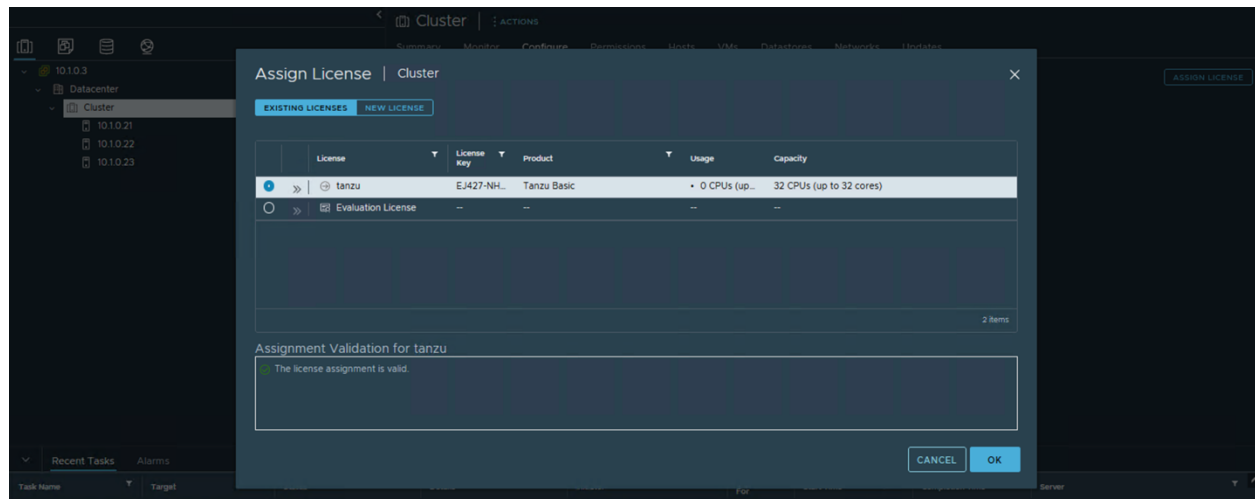 Cluster ACTIONS
Summary Monitor Configure Permissions Hosts VMs Datastores Networks Updates
10.1.0.3
Datacenter
Cluster
10.1.0.21
10.1.0.22
10.1.0.23
ASSIGN LICENSE
Assign License | Cluster
EXISTING LICENSES NEW LICENSE
License License Key Product Usage Capacity
tanzu EJ427-NH... Tanzu Basic • 0 CPUs (up... 32 CPUs (up to 32 cores)
Evaluation License -- -- -- --
2 items
Assignment Validation for tanzu
The license assignment is valid.
CANCEL OK
Recent Tasks Alarms
Task Name Target For Server